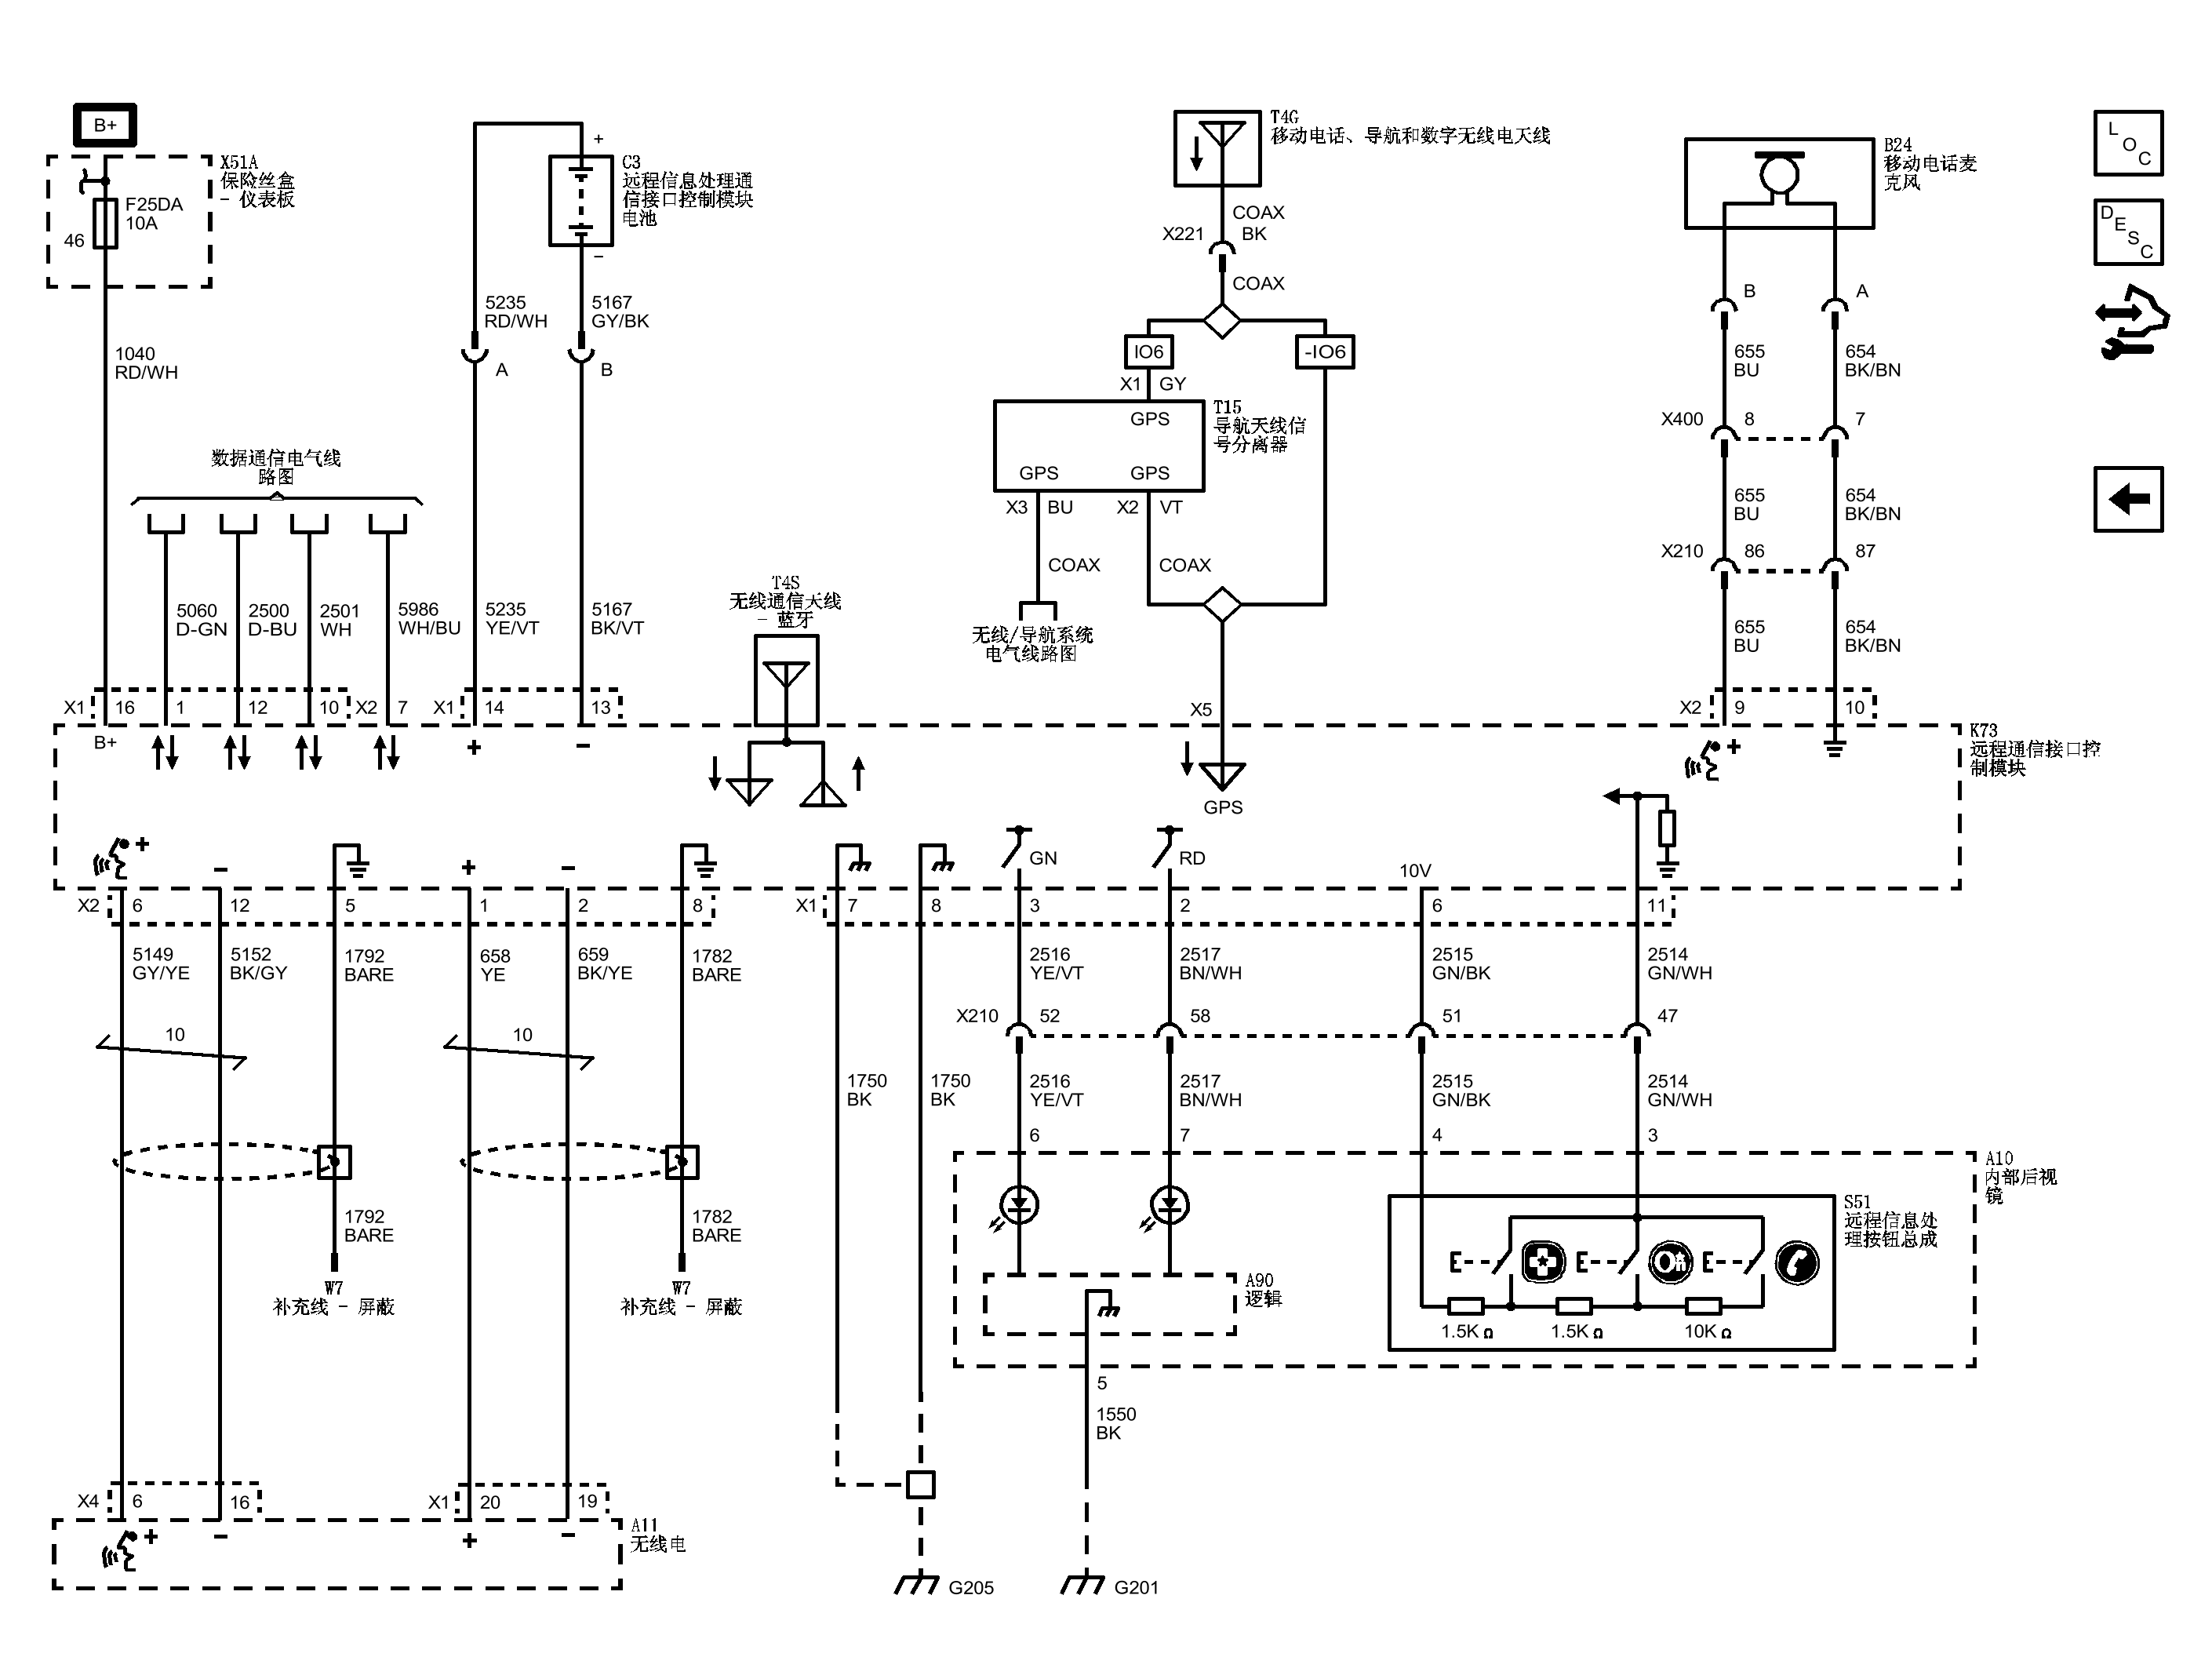 B+
X51A
保险丝盒
- 仪表板
F25DA
10A
46
1040
RD/WH
C3
远程信息处理通
信接口控制模块
电池
+
-
5235
RD/WH
5167
GY/BK
A
B
数据通信电气线
路图
5060
D-GN
2500
D-BU
2501
WH
5986
WH/BU
5235
YE/VT
5167
BK/VT
T4S
无线通信天线
- 蓝牙
T4G
移动电话、导航和数字无线电天线
COAX
X221
BK
COAX
IO6
-IO6
X1
GY
GPS
T15
导航天线信
号分离器
GPS
GPS
X3
BU
X2
VT
COAX
COAX
无线/导航系统
电气线路图
B24
移动电话麦
克风
B
A
655
BU
654
BK/BN
X400
8
7
655
BU
654
BK/BN
X210
86
87
655
BU
654
BK/BN
L
O
C
D
E
S
C
X1
16
1
12
10
X2
7
X1
14
13
X5
X2
9
10
B+
+
-
GPS
+
K73
远程通信接口控
制模块
+
-
+
-
GN
RD
10V
X2
6
12
5
1
2
8
X1
7
8
3
2
6
11
5149
GY/YE
5152
BK/GY
1792
BARE
658
YE
659
BK/YE
1782
BARE
2516
YE/VT
2517
BN/WH
2515
GN/BK
2514
GN/WH
10
10
X210
52
58
51
47
1750
BK
1750
BK
2516
YE/VT
2517
BN/WH
2515
GN/BK
2514
GN/WH
6
7
4
3
A10
内部后视
镜
1792
BARE
1782
BARE
W7
补充线 - 屏蔽
W7
补充线 - 屏蔽
S51
远程信息处
理按钮总成
A90
逻辑
1.5K Ω
1.5K Ω
10K Ω
5
1550
BK
X4
6
16
X1
20
19
A11
无线电
+
-
+
-
G205
G201